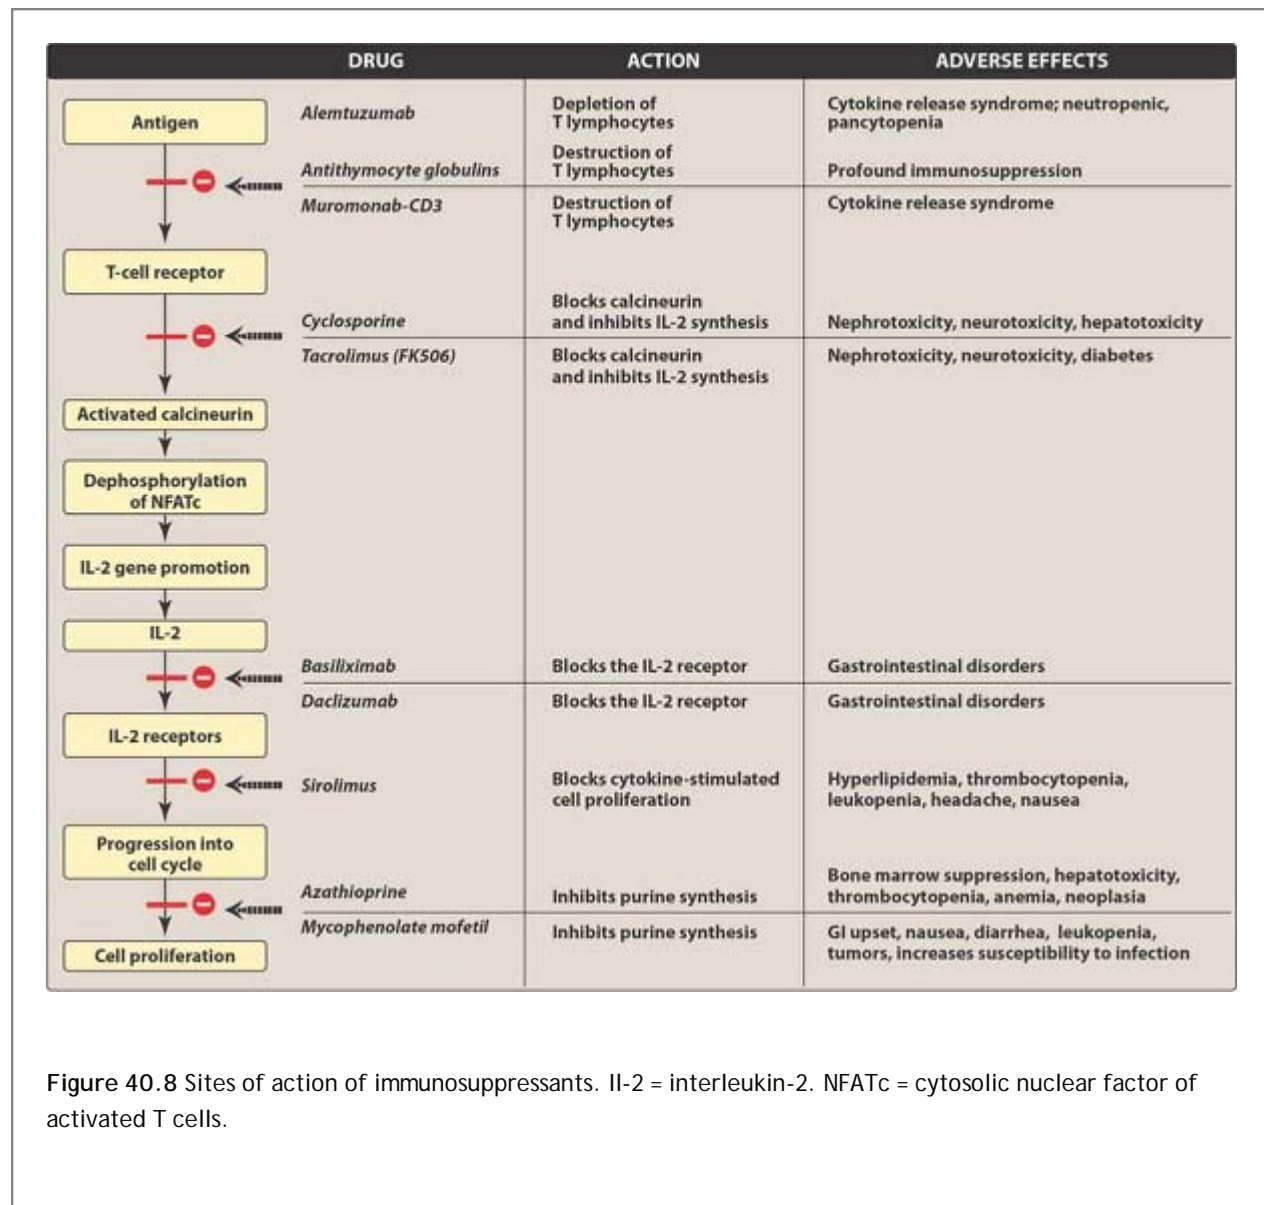 DRUG ACTION ADVERSE EFFECTS
Antigen
Alemtuzumab
Depletion of
T lymphocytes
Cytokine release syndrome; neutropenic,
pancytopenia
Antithymocyte globulins
Destruction of
T lymphocytes
Profound immunosuppression
Muromonab-CD3
Destruction of
T lymphocytes
Cytokine release syndrome
T-cell receptor
Cyclosporine
Blocks calcineurin
and inhibits IL-2 synthesis
Nephrotoxicity, neurotoxicity, hepatotoxicity
Tacrolimus (FK506)
Blocks calcineurin
and inhibits IL-2 synthesis
Nephrotoxicity, neurotoxicity, diabetes
Activated calcineurin
Dephosphorylation
of NFATc
IL-2 gene promotion
IL-2
Basiliximab
Blocks the IL-2 receptor
Gastrointestinal disorders
Daclizumab
Blocks the IL-2 receptor
Gastrointestinal disorders
IL-2 receptors
Sirolimus
Blocks cytokine-stimulated
cell proliferation
Hyperlipidemia, thrombocytopenia,
leukopenia, headache, nausea
Progression into
cell cycle
Azathioprine
Inhibits purine synthesis
Bone marrow suppression, hepatotoxicity,
thrombocytopenia, anemia, neoplasia
Mycophenolate mofetil
Inhibits purine synthesis
GI upset, nausea, diarrhea, leukopenia,
tumors, increases susceptibility to infection
Cell proliferation
Figure 40.8 Sites of action of immunosuppressants. Il-2 = interleukin-2. NFATc = cytosolic nuclear factor of
activated T cells.